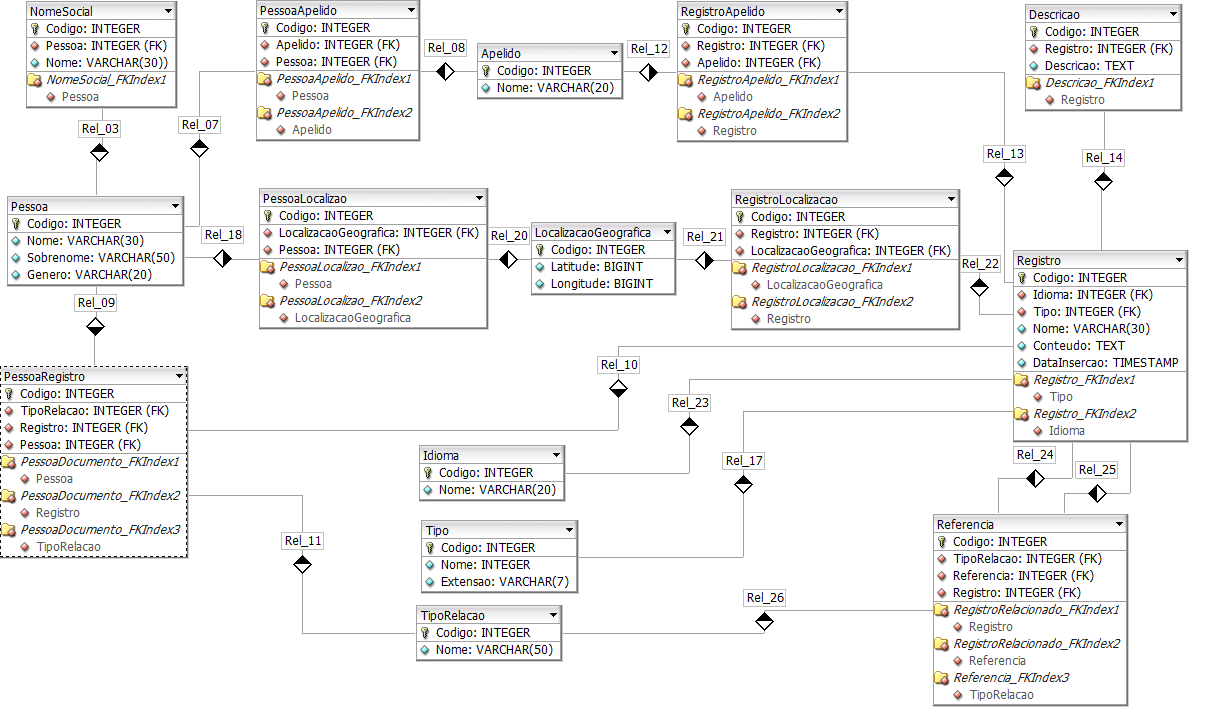 NomeSocial
Codigo: INTEGER
Pessoa: INTEGER (FK)
Nome: VARCHAR(30))
NomeSocial_FKIndex1
Pessoa
PessoaApelido
Codigo: INTEGER
Apelido: INTEGER (FK)
Pessoa: INTEGER (FK)
PessoaApelido_FKIndex1
Pessoa
PessoaApelido_FKIndex2
Apelido
Rel_08
Apelido
Codigo: INTEGER
Nome: VARCHAR(20)
Rel_12
RegistroApelido
Codigo: INTEGER
Registro: INTEGER (FK)
Apelido: INTEGER (FK)
RegistroApelido_FKIndex1
Apelido
RegistroApelido_FKIndex2
Registro
Descricao
Codigo: INTEGER
Registro: INTEGER (FK)
Descricao: TEXT
Descricao_FKIndex1
Registro
Rel_03
Rel_07
Rel_13
Rel_14
Pessoa
Codigo: INTEGER
Nome: VARCHAR(30)
Sobrenome: VARCHAR(50)
Genero: VARCHAR(20)
Rel_18
PessoaLocalizao
Codigo: INTEGER
LocalizacaoGeografica: INTEGER (FK)
Pessoa: INTEGER (FK)
PessoaLocalizao_FKIndex1
Pessoa
PessoaLocalizao_FKIndex2
LocalizacaoGeografica
Rel_20
LocalizacaoGeografica
Codigo: INTEGER
Latitude: BIGINT
Longitude: BIGINT
Rel_21
RegistroLocalizacao
Codigo: INTEGER
Registro: INTEGER (FK)
LocalizacaoGeografica: INTEGER (FK)
RegistroLocalizacao_FKIndex1
LocalizacaoGeografica
RegistroLocalizacao_FKIndex2
Registro
Rel_22
Registro
Codigo: INTEGER
Idioma: INTEGER (FK)
Tipo: INTEGER (FK)
Nome: VARCHAR(30)
Conteudo: TEXT
DataInsercao: TIMESTAMP
Registro_FKIndex1
Tipo
Registro_FKIndex2
Idioma
Rel_09
PessoaRegistro
Codigo: INTEGER
TipoRelacao: INTEGER (FK)
Registro: INTEGER (FK)
Pessoa: INTEGER (FK)
PessoaDocumento_FKIndex1
Pessoa
PessoaDocumento_FKIndex2
Registro
PessoaDocumento_FKIndex3
TipoRelacao
Rel_10
Rel_23
Rel_17
Rel_24
Rel_25
Idioma
Codigo: INTEGER
Nome: VARCHAR(20)
Tipo
Codigo: INTEGER
Nome: INTEGER
Extensao: VARCHAR(7)
Rel_11
TipoRelacao
Codigo: INTEGER
Nome: VARCHAR(50)
Rel_26
Referencia
Codigo: INTEGER
TipoRelacao: INTEGER (FK)
Referencia: INTEGER (FK)
Registro: INTEGER (FK)
RegistroRelacionado_FKIndex1
Registro
RegistroRelacionado_FKIndex2
Referencia
Referencia_FKIndex3
TipoRelacao